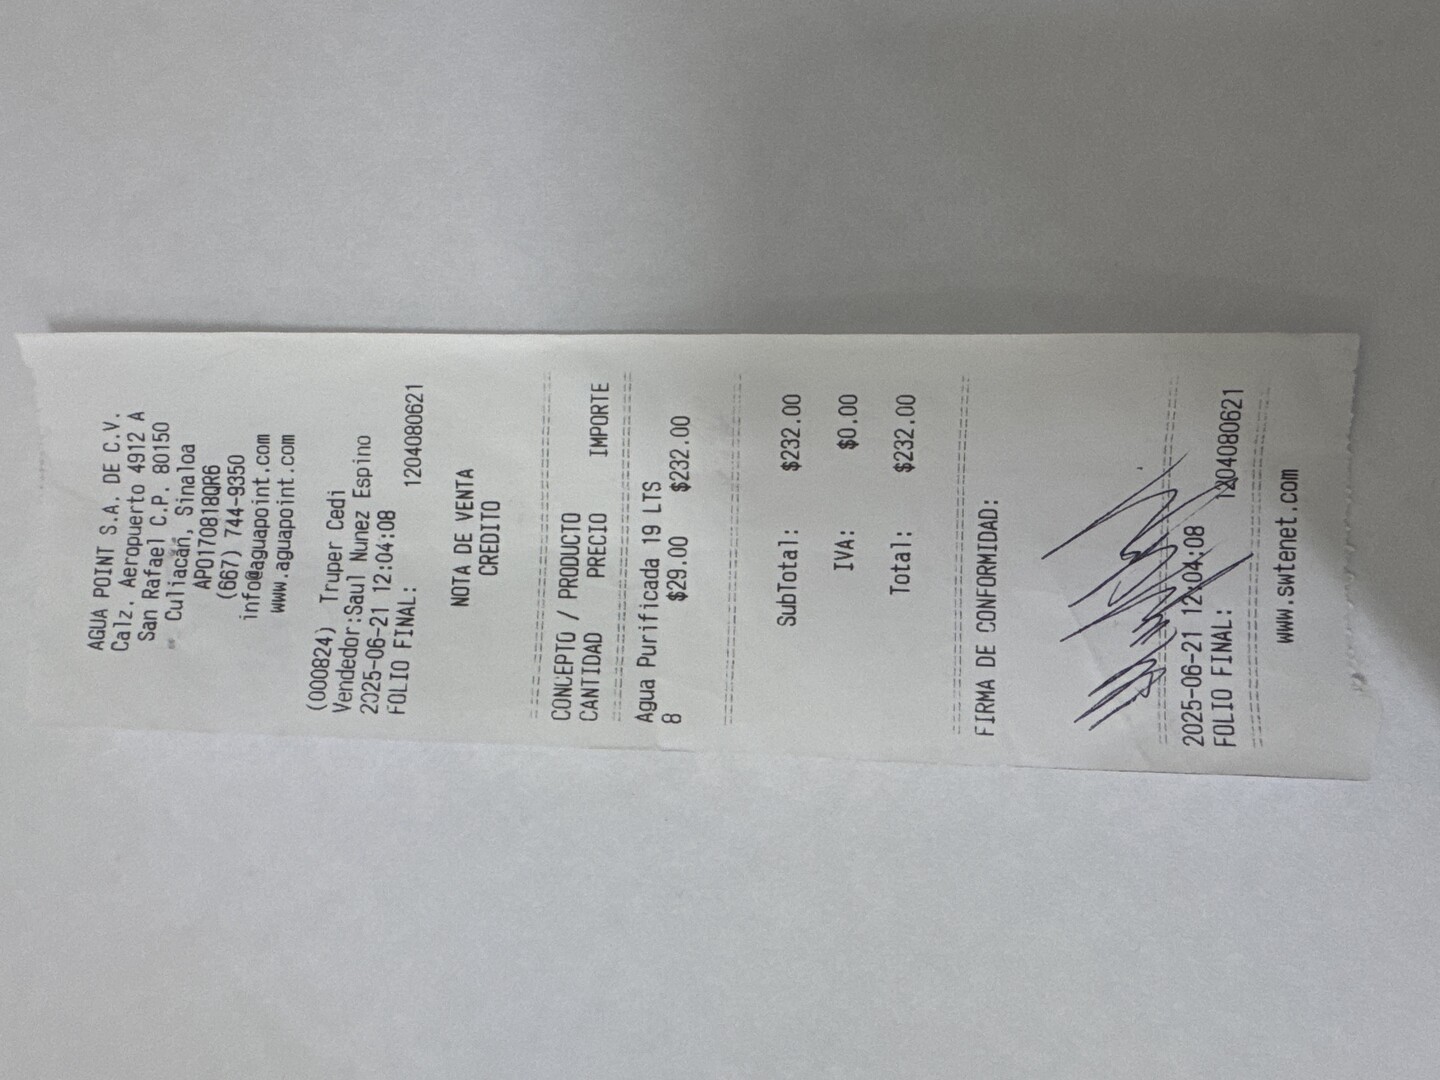 AGUA POINT S.A. DE C.V.
Calz. Aeropuerto 4912 A
San Rafael C.P. 80150
Culiacán, Sinaloa
APO170818QR6
(667) 744-9350
info@aguapoint.com
www.aguapoint.com
(000824) Truper Cedi
Vendedor:Saul Nunez Espino
2025-06-21 12:04:08
FOLIO FINAL: 1204080621
NOTA DE VENTA
CREDITO
CONCEPTO / PRODUCTO
CANTIDAD PRECIO IMPORTE
Agua Purificada 19 LTS
8 $29.00 $232.00
SubTotal: $232.00
IVA: $0.00
Total: $232.00
FIRMA DE CONFORMIDAD:
2025-06-21 12:04:08
FOLIO FINAL: 1204080621
www.swtenet.com